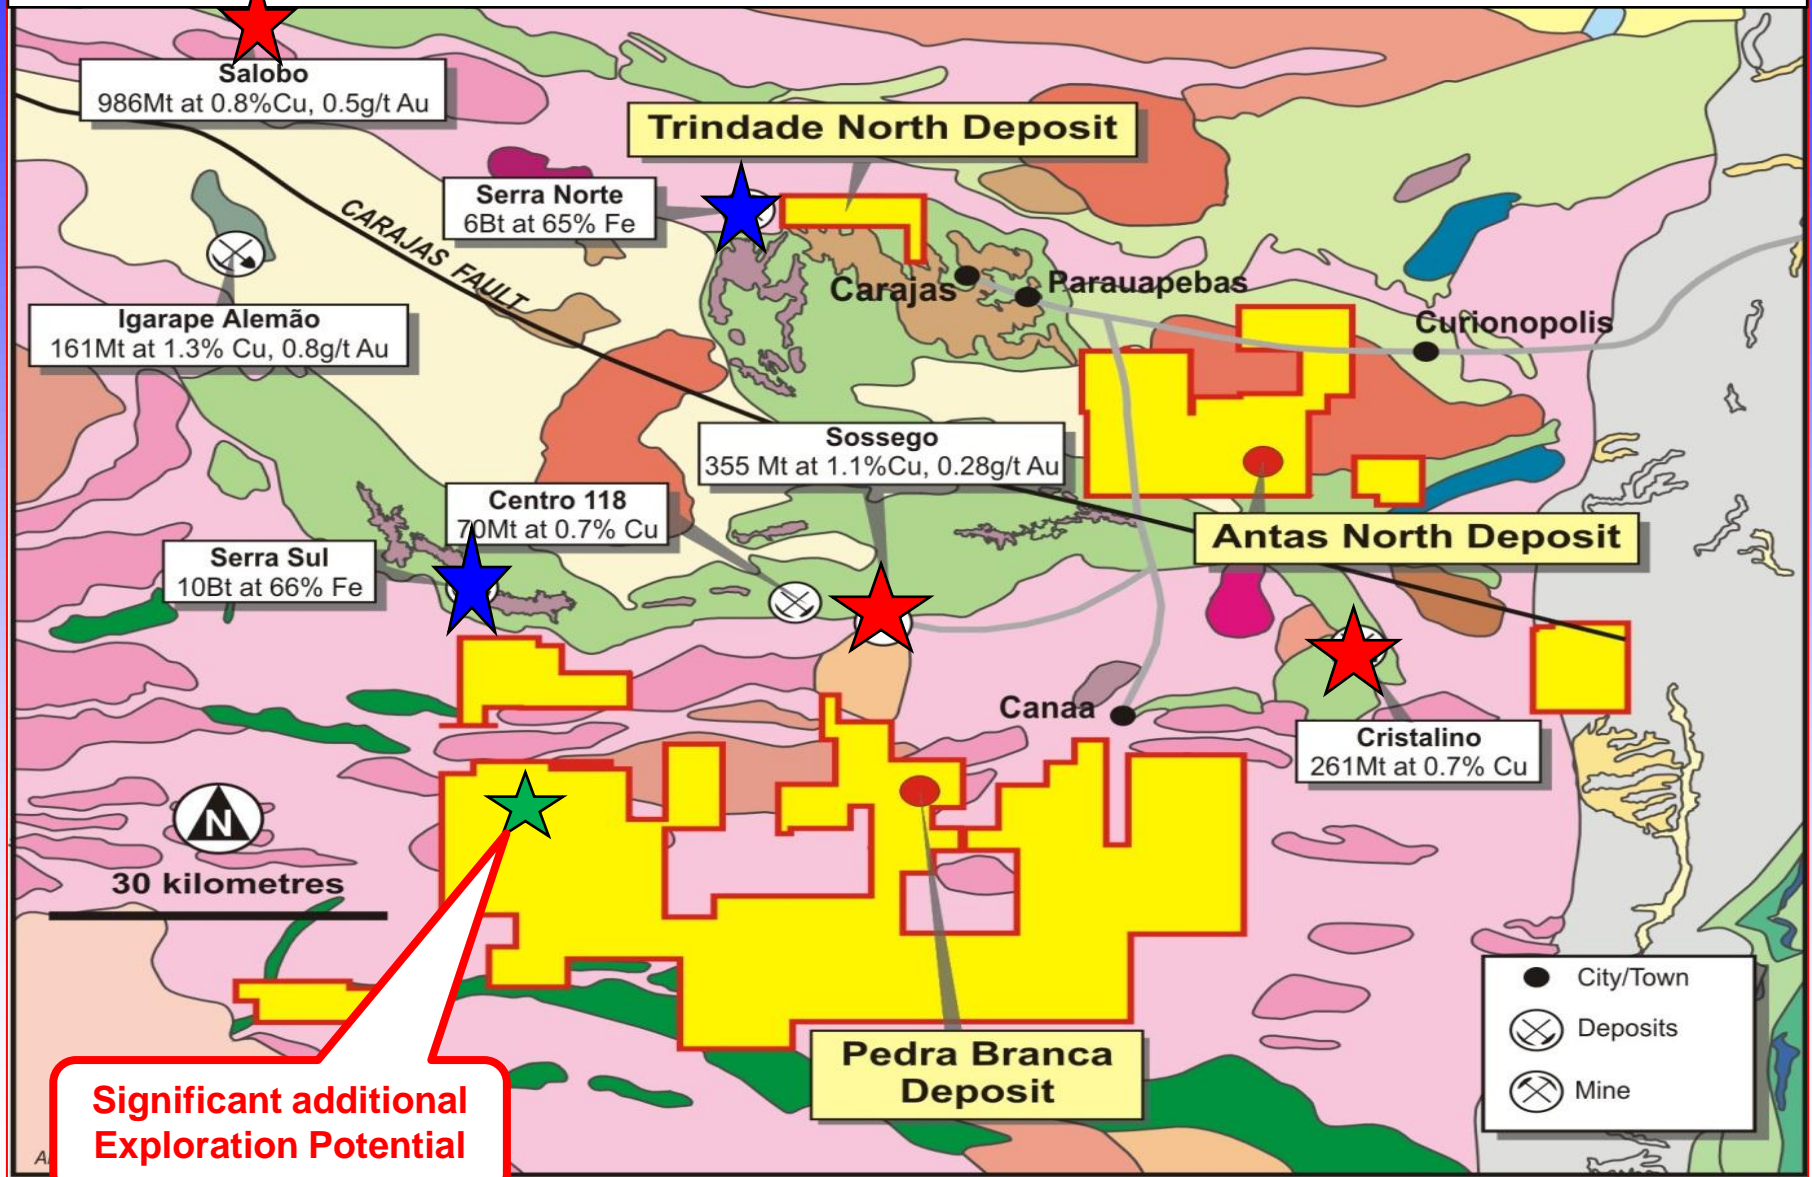 Salobo
986Mt at 0.8%Cu, 0.5g/t Au
Trindade North Deposit
Serra Norte
6Bt at 65% Fe
CARAJAS FAULT
Carajas
Parauapebas
Igarape Alemão
161Mt at 1.3% Cu, 0.8g/t Au
Curionopolis
Sossego
355 Mt at 1.1%Cu, 0.28g/t Au
Centro 118
70Mt at 0.7% Cu
Antas North Deposit
Serra Sul
10Bt at 66% Fe
Canaa
Cristalino
261Mt at 0.7% Cu
N
30 kilometres
Pedra Branca
Deposit
City/Town
Deposits
Mine
Significant additional
Exploration Potential